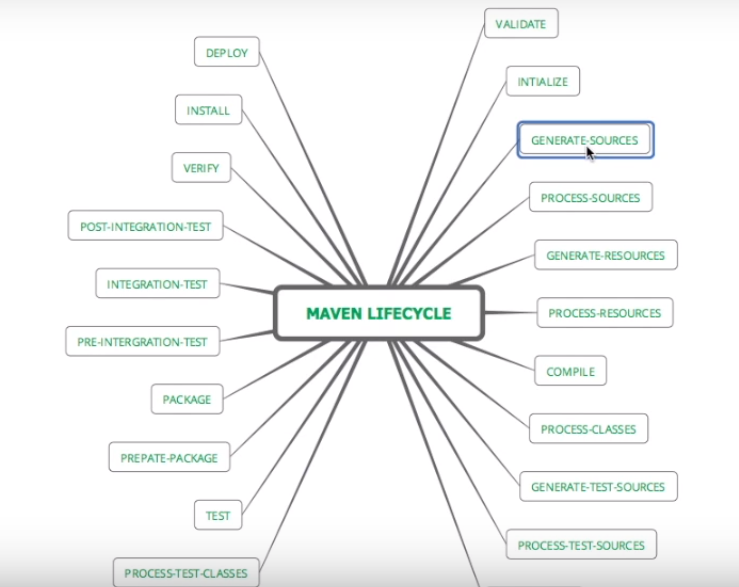 VALIDATE
DEPLOY
INTIALIZE
INSTALL
GENERATE-SOURCES
VERIFY
PROCESS-SOURCES
POST-INTEGRATION-TEST
GENERATE-RESOURCES
INTEGRATION-TEST
MAVEN LIFECYCLE
PROCESS-RESOURCES
PRE-INTERGRATION-TEST
COMPILE
PACKAGE
PROCESS-CLASSES
PREPATE-PACKAGE
GENERATE-TEST-SOURCES
TEST
PROCESS-TEST-SOURCES
PROCESS-TEST-CLASSES